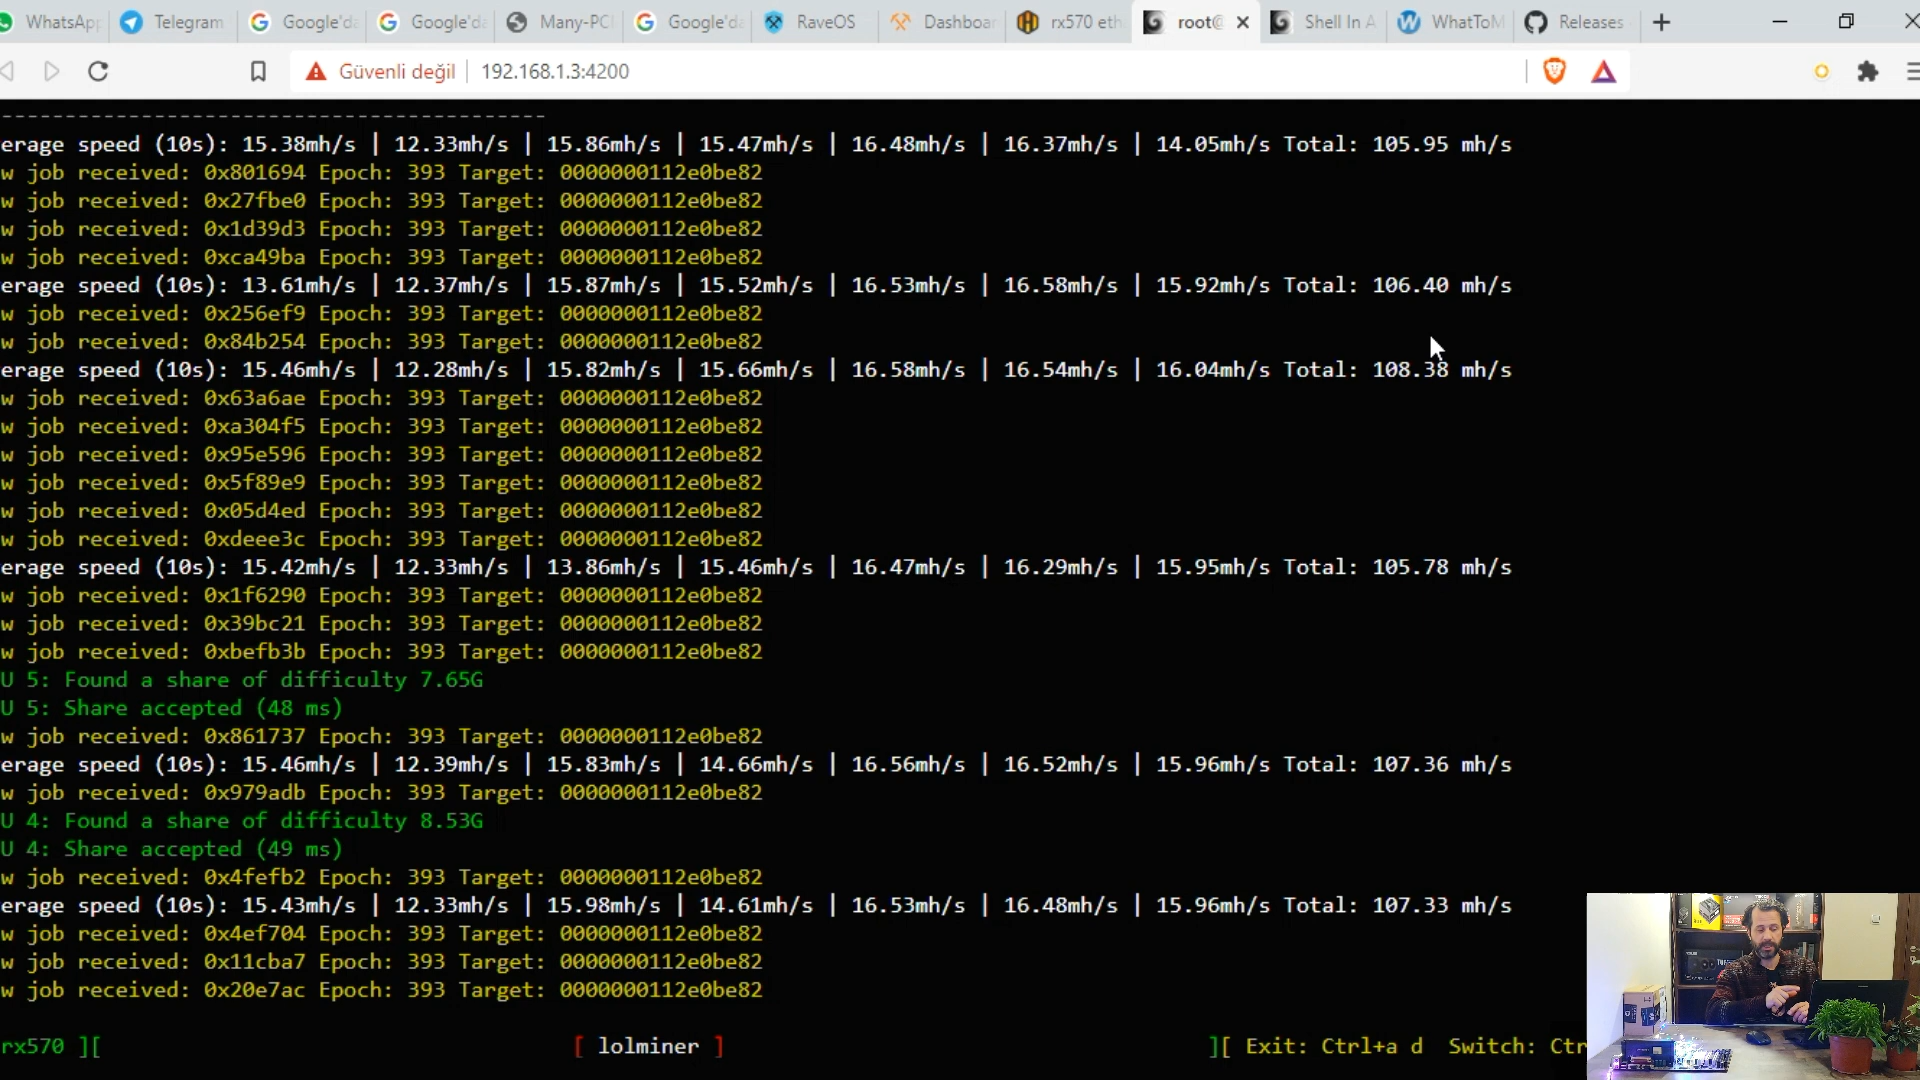 WhatsApp Telegram Google'da Google'da Many-PC Google'da RaveOS Dashboar rx570 eth root@ Shell In A WhatToM Releases
Güvenli değil 192.168.1.3:4200
erage speed (10s): 15.38mh/s | 12.33mh/s | 15.86mh/s | 15.47mh/s | 16.48mh/s | 16.37mh/s | 14.05mh/s Total: 105.95 mh/s
w job received: 0x801694 Epoch: 393 Target: 0000000112e0be82
w job received: 0x27fbe0 Epoch: 393 Target: 0000000112e0be82
w job received: 0x1d39d3 Epoch: 393 Target: 0000000112e0be82
w job received: 0xca49ba Epoch: 393 Target: 0000000112e0be82
erage speed (10s): 13.61mh/s | 12.37mh/s | 15.87mh/s | 15.52mh/s | 16.53mh/s | 16.58mh/s | 15.92mh/s Total: 106.40 mh/s
w job received: 0x256ef9 Epoch: 393 Target: 0000000112e0be82
w job received: 0x84b254 Epoch: 393 Target: 0000000112e0be82
erage speed (10s): 15.46mh/s | 12.28mh/s | 15.82mh/s | 15.66mh/s | 16.58mh/s | 16.54mh/s | 16.04mh/s Total: 108.38 mh/s
w job received: 0x63a6ae Epoch: 393 Target: 0000000112e0be82
w job received: 0xa304f5 Epoch: 393 Target: 0000000112e0be82
w job received: 0x95e596 Epoch: 393 Target: 0000000112e0be82
w job received: 0x5f89e9 Epoch: 393 Target: 0000000112e0be82
w job received: 0x05d4ed Epoch: 393 Target: 0000000112e0be82
w job received: 0xdeee3c Epoch: 393 Target: 0000000112e0be82
erage speed (10s): 15.42mh/s | 12.33mh/s | 13.86mh/s | 15.46mh/s | 16.47mh/s | 16.29mh/s | 15.95mh/s Total: 105.78 mh/s
w job received: 0x1f6290 Epoch: 393 Target: 0000000112e0be82
w job received: 0x39bc21 Epoch: 393 Target: 0000000112e0be82
w job received: 0xbefb3b Epoch: 393 Target: 0000000112e0be82
U 5: Found a share of difficulty 7.65G
U 5: Share accepted (48 ms)
w job received: 0x861737 Epoch: 393 Target: 0000000112e0be82
erage speed (10s): 15.46mh/s | 12.39mh/s | 15.83mh/s | 14.66mh/s | 16.56mh/s | 16.52mh/s | 15.96mh/s Total: 107.36 mh/s
w job received: 0x979adb Epoch: 393 Target: 0000000112e0be82
U 4: Found a share of difficulty 8.53G
U 4: Share accepted (49 ms)
w job received: 0x4fefb2 Epoch: 393 Target: 0000000112e0be82
erage speed (10s): 15.43mh/s | 12.33mh/s | 15.98mh/s | 14.61mh/s | 16.53mh/s | 16.48mh/s | 15.96mh/s Total: 107.33 mh/s
w job received: 0x4ef704 Epoch: 393 Target: 0000000112e0be82
w job received: 0x11cba7 Epoch: 393 Target: 0000000112e0be82
w job received: 0x20e7ac Epoch: 393 Target: 0000000112e0be82
rx570 ][ [ lolminer ] ][ Exit: Ctrl+a d Switch: Ctr